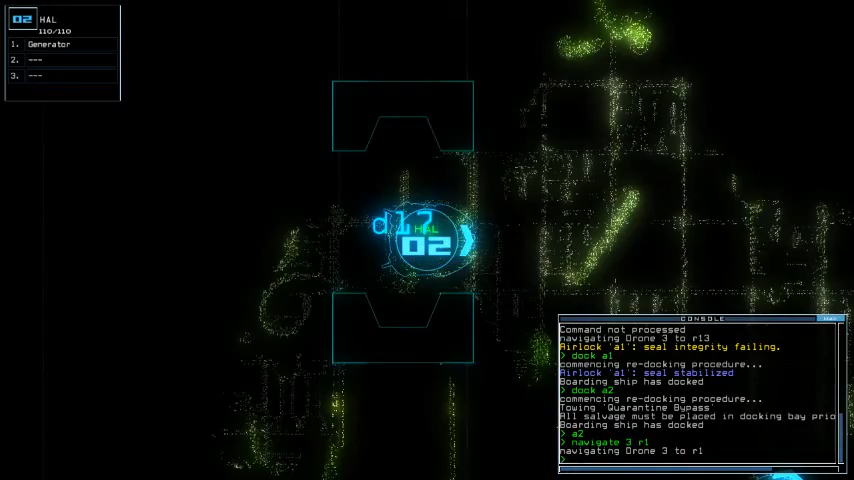 02 HAL
110/110
1. Generator
2. ---
3. ---
d17
HAL
02
CONSOLE
Command not processed
navigating Drone 3 to r13
Airlock 'a1': seal integrity failing.
> dock a1
commencing re-docking procedure...
Airlock 'a1': seal stabilized
Boarding ship has docked
> dock a2
commencing re-docking procedure...
Towing 'Quarantine Bypass'
All salvage must be placed in docking bay prio
Boarding ship has docked
> a2
> navigate 3 r1
navigating Drone 3 to r1
>